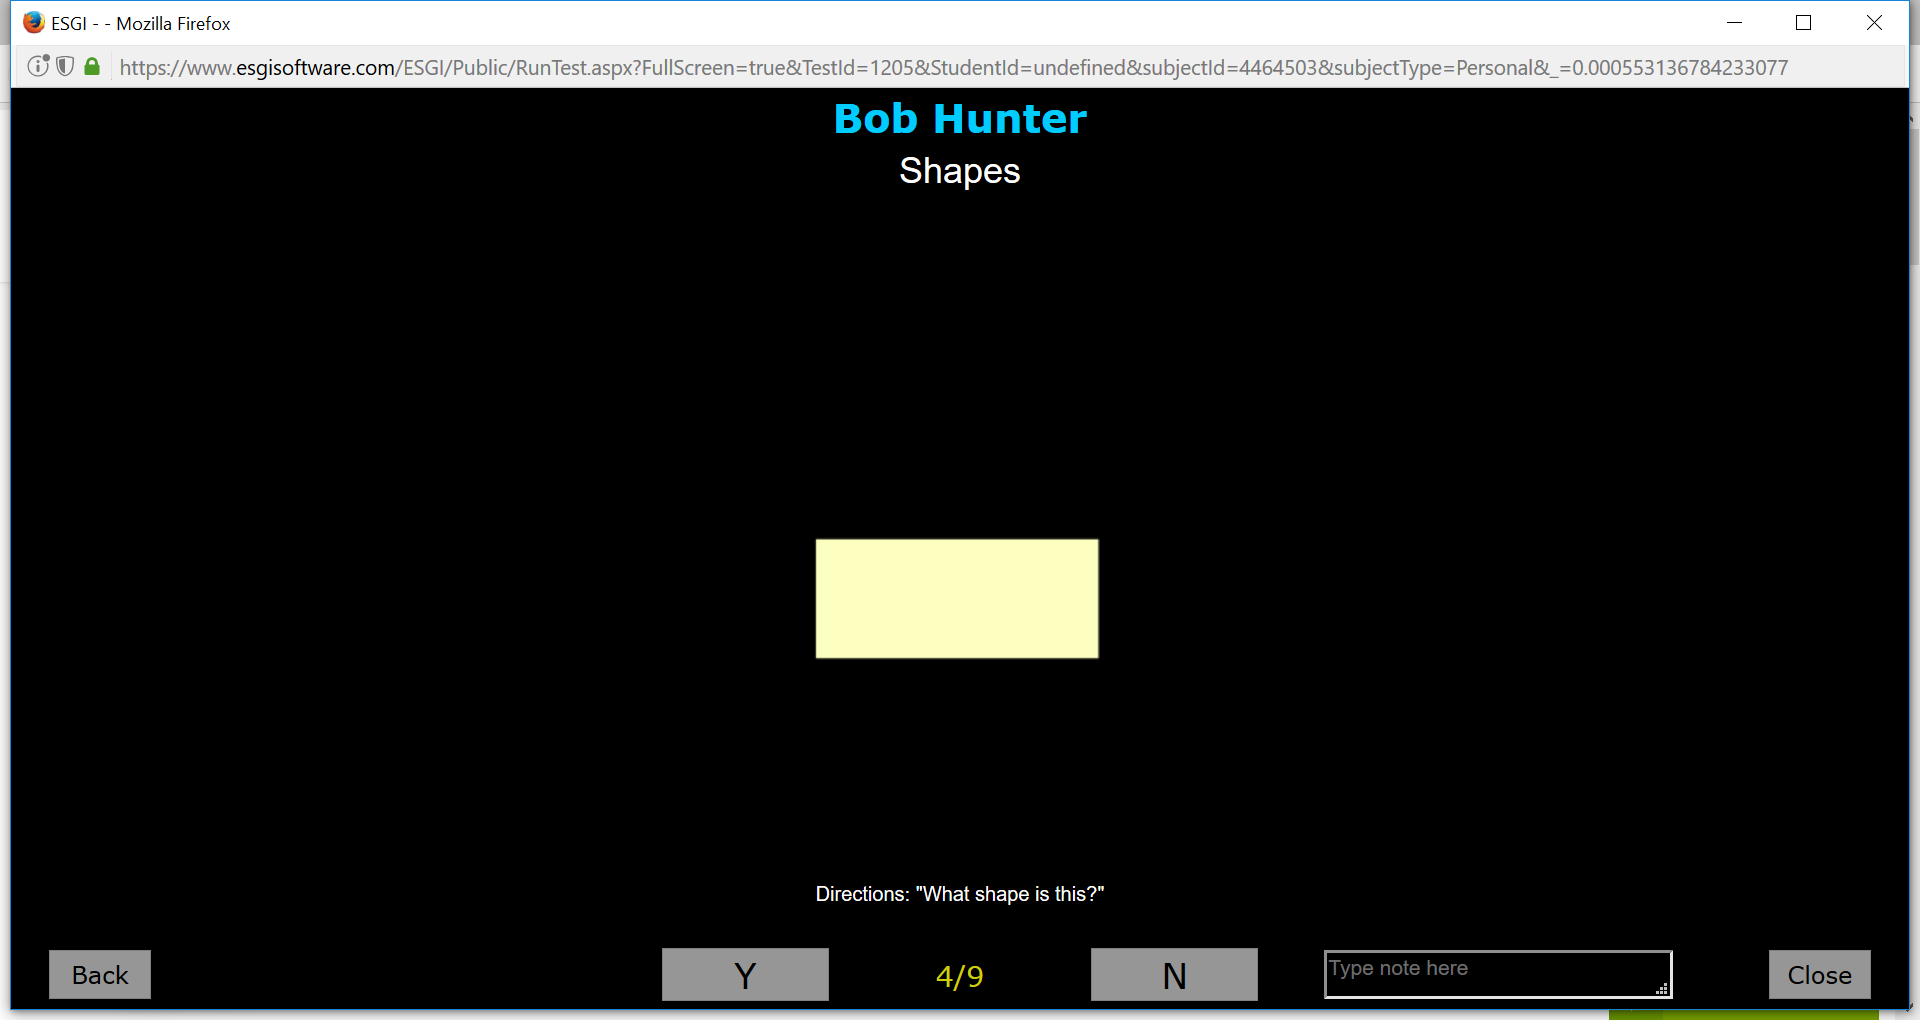 ESGI - - Mozilla Firefox
https://www.esgisoftware.com/ESGI/Public/RunTest.aspx?FullScreen=true&TestId=1205&StudentId=undefined&subjectId=4464503&subjectType=Personal&_=0.000553136784233077
Bob Hunter
Shapes
Directions: "What shape is this?"
Back
Y
4/9
N
Type note here
Close